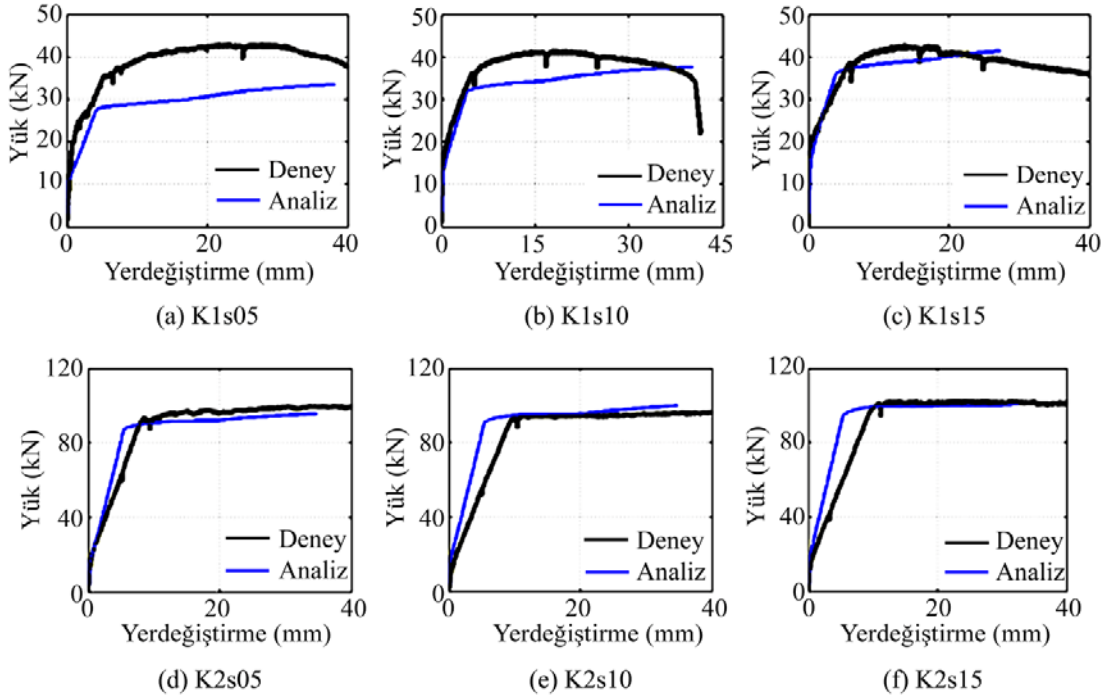 50
40
30
20
10
0
Yük (kN)
Deney
Analiz
0 20 40
Yerdeğiştirme (mm)
(a) K1s05
50
40
30
20
10
0
Yük (kN)
Deney
Analiz
0 15 30 45
Yerdeğiştirme (mm)
(b) K1s10
50
40
30
20
10
0
Yük (kN)
Deney
Analiz
0 20 40
Yerdeğiştirme (mm)
(c) K1s15
120
80
40
0
Yük (kN)
Deney
Analiz
0 20 40
Yerdeğiştirme (mm)
(d) K2s05
120
80
40
0
Yük (kN)
Deney
Analiz
0 20 40
Yerdeğiştirme (mm)
(e) K2s10
120
80
40
0
Yük (kN)
Deney
Analiz
0 20 40
Yerdeğiştirme (mm)
(f) K2s15